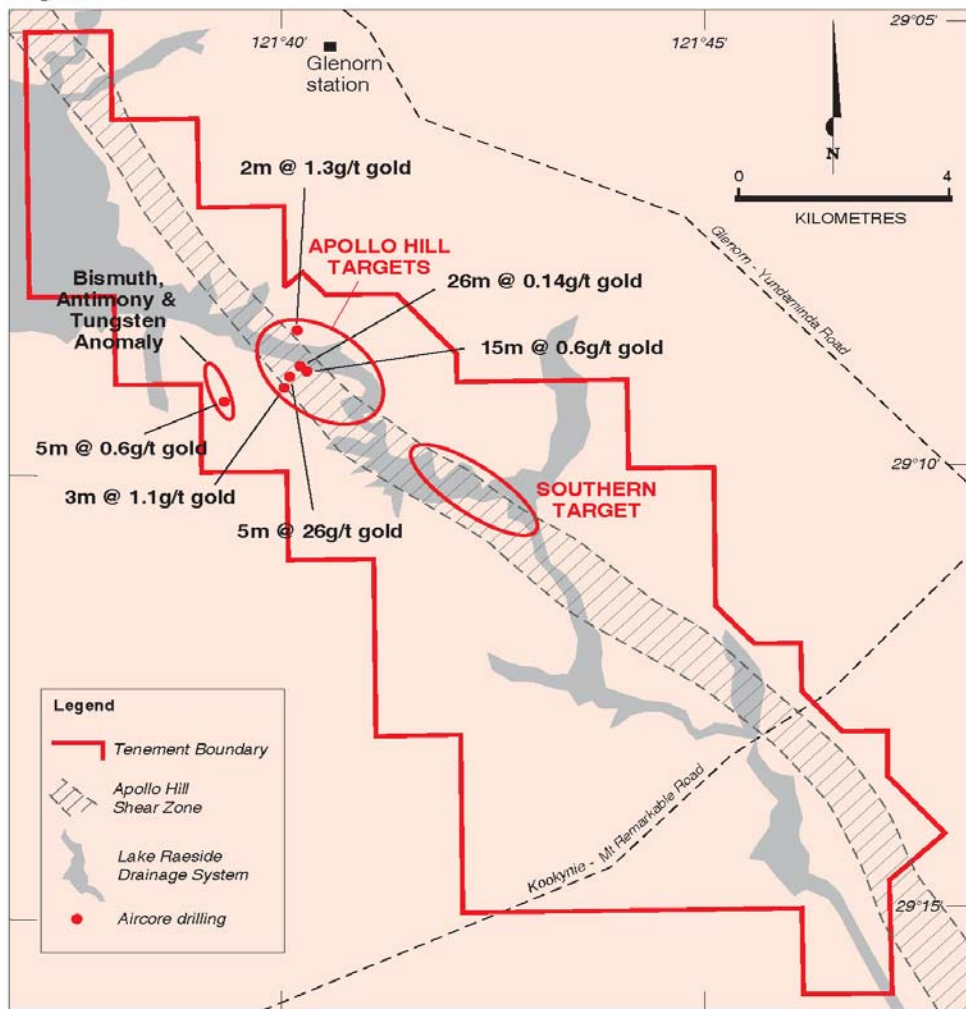 29°05'
121°40'
121°45'
Glenorn
station
N
0 4
KILOMETRES
2m @ 1.3g/t gold
APOLLO HILL
TARGETS
Bismuth,
Antimony &
Tungsten
Anomaly
26m @ 0.14g/t gold
15m @ 0.6g/t gold
Glenorn - Yundaminda Road
5m @ 0.6g/t gold
3m @ 1.1g/t gold
5m @ 26g/t gold
29°10'
SOUTHERN
TARGET
Legend
Tenement Boundary
Apollo Hill
Shear Zone
Lake Raeside
Drainage System
Aircore drilling
Kookynie - Mt Remarkable Road
29°15'